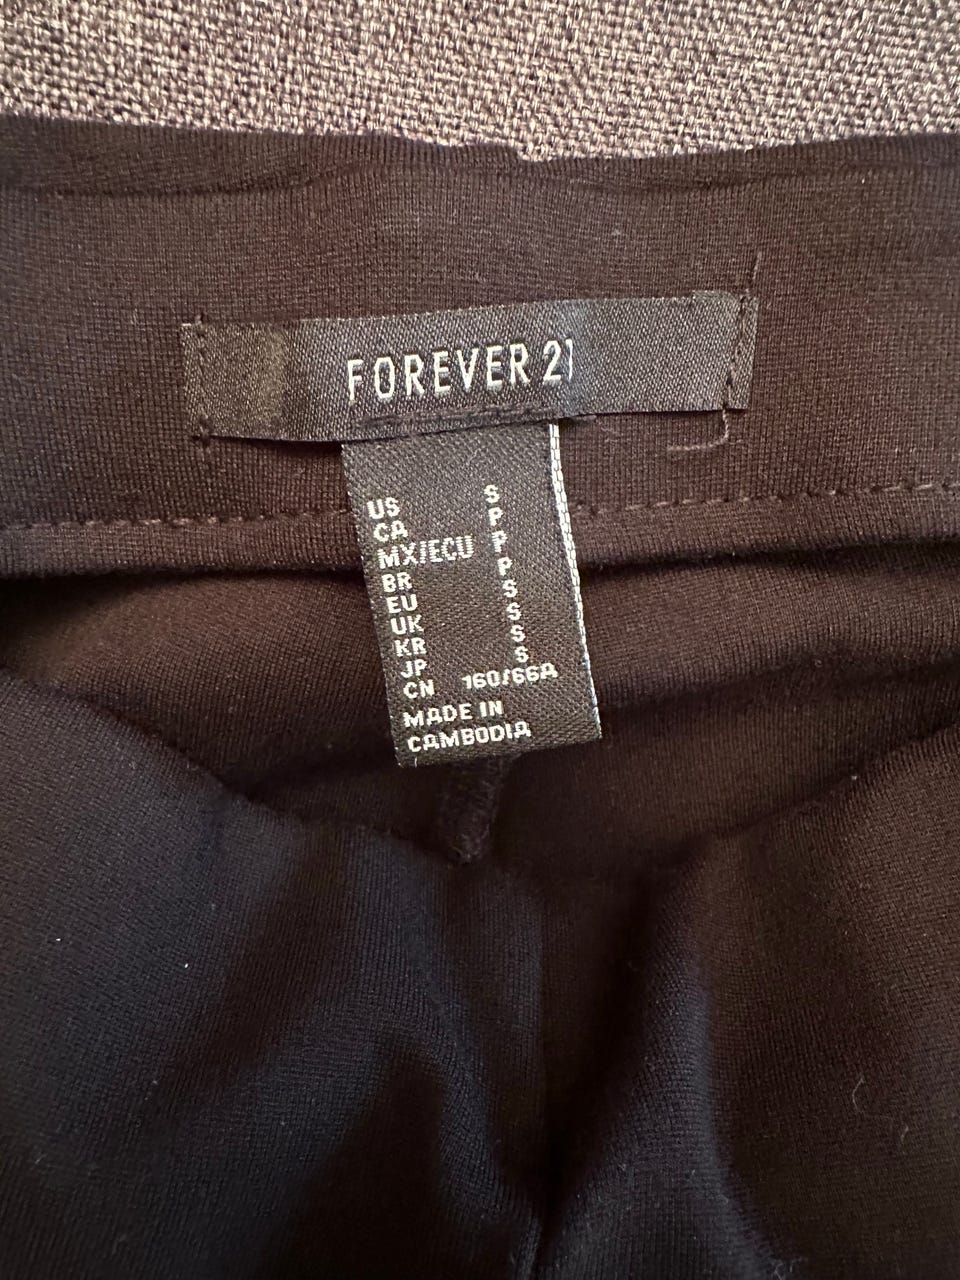 FOREVER 21
US S
CA P
MX/ECU P
BR P
EU S
UK S
KR S
JP S
CN 160/66A
MADE IN
CAMBODIA